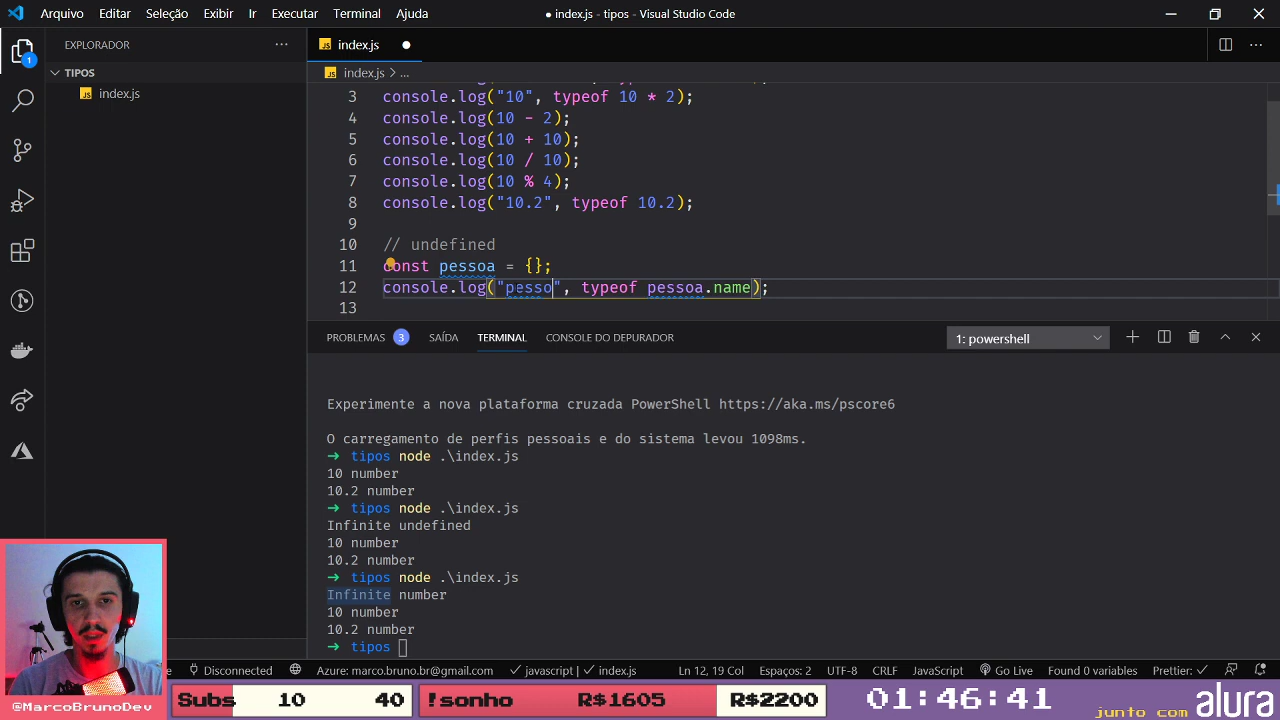 Arquivo Editar Seleção Exibir Ir Executar Terminal Ajuda
● index.js - tipos - Visual Studio Code
EXPLORADOR
JS index.js
1
TIPOS
JS index.js
JS index.js > ...
3 console.log("10", typeof 10 * 2);
4 console.log(10 - 2);
5 console.log(10 + 10);
6 console.log(10 / 10);
7 console.log(10 % 4);
8 console.log("10.2", typeof 10.2);
9
10 // undefined
11 const pessoa = {};
12 console.log("pesso", typeof pessoa.name);
13
PROBLEMAS 3 SAÍDA TERMINAL CONSOLE DO DEPURADOR 1: powershell
Experimente a nova plataforma cruzada PowerShell https://aka.ms/pscore6
O carregamento de perfis pessoais e do sistema levou 1098ms.
→ tipos node .\index.js
10 number
10.2 number
→ tipos node .\index.js
Infinite undefined
10 number
10.2 number
→ tipos node .\index.js
Infinite number
10 number
10.2 number
→ tipos
Disconnected Azure: marco.bruno.br@gmail.com ✓ javascript | ✓ index.js Ln 12, 19 Col Espaços: 2 UTF-8 CRLF JavaScript Go Live Found 0 variables Prettier: ✓
@MarcoBrunoDev
Subs 10 40 !sonho R$1605 R$2200 01:46:41 junto com alura